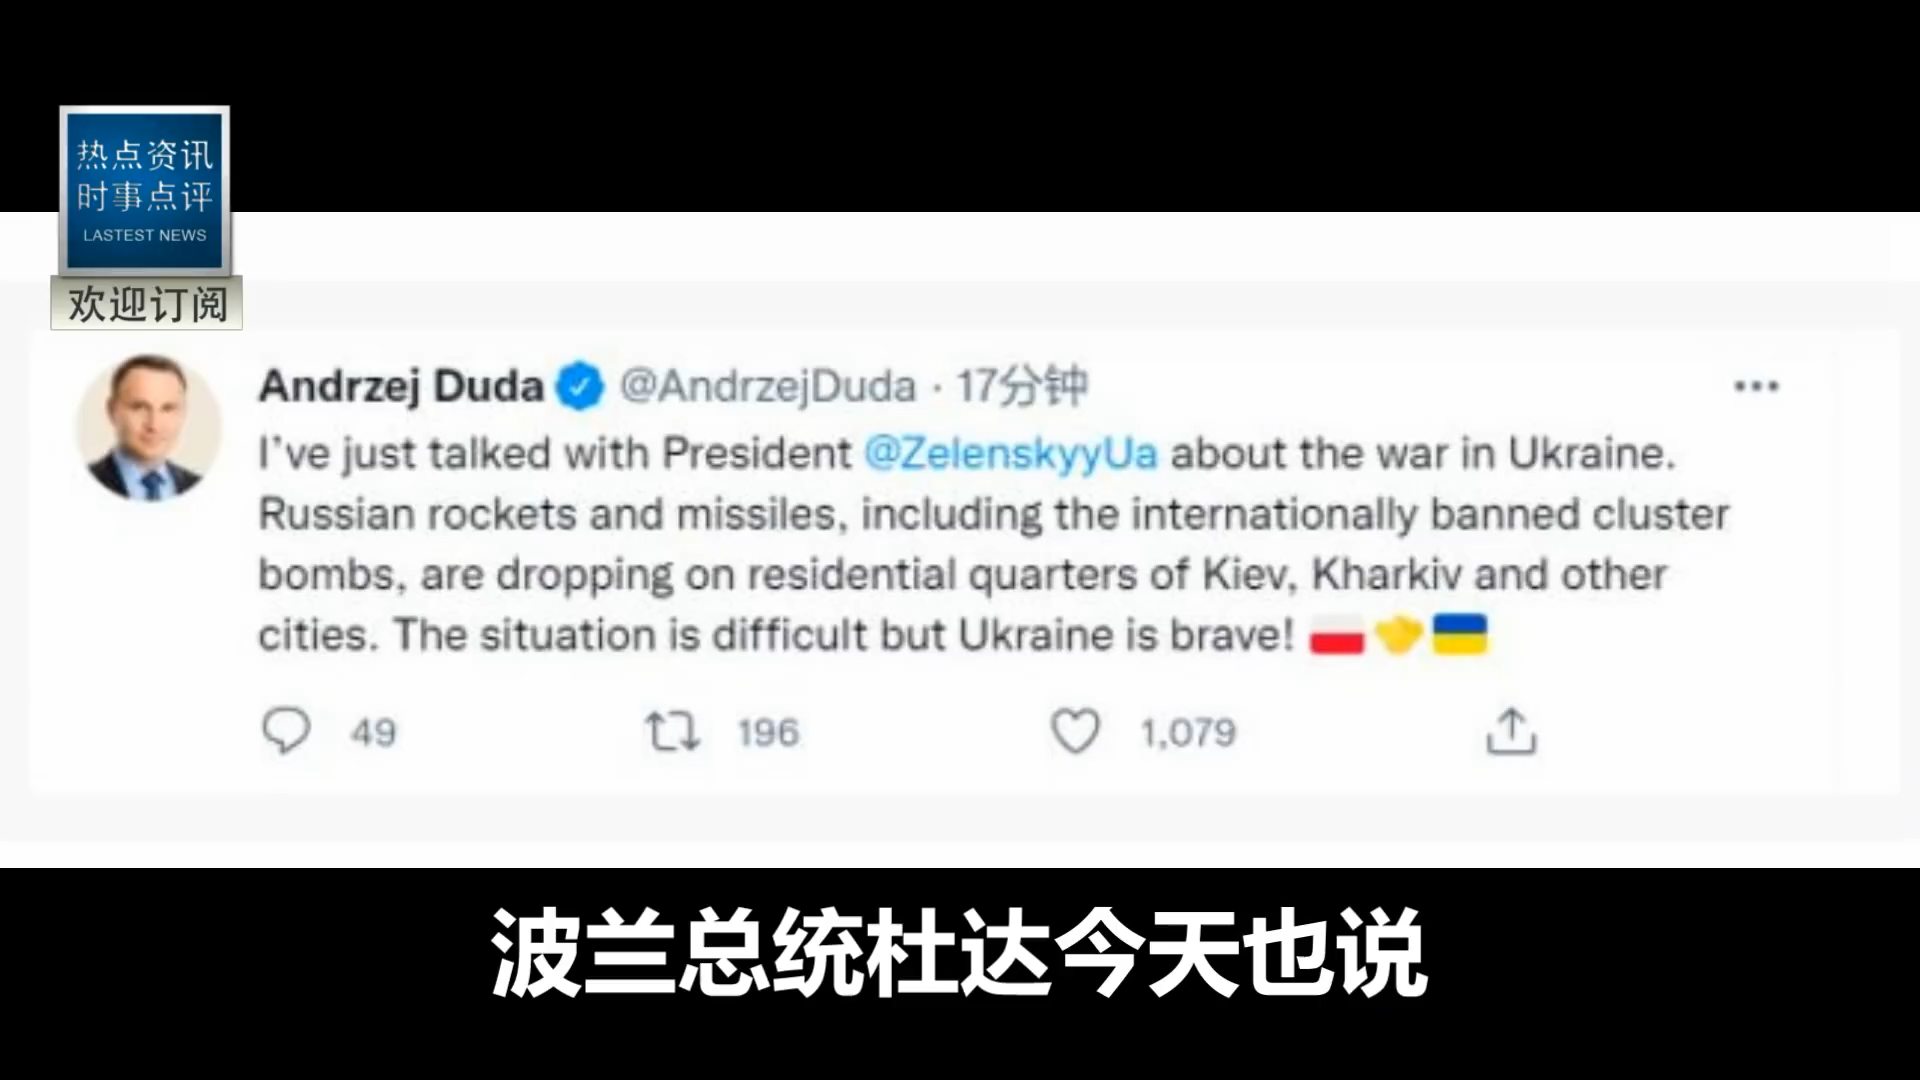 热点资讯
时事点评
LASTEST NEWS
欢迎订阅
Andrzej Duda @AndrzejDuda · 17分钟
I've just talked with President @ZelenskyyUa about the war in Ukraine.
Russian rockets and missiles, including the internationally banned cluster
bombs, are dropping on residential quarters of Kiev, Kharkiv and other
cities. The situation is difficult but Ukraine is brave! 🇵🇱🤝🇺🇦
49 196 1,079
波兰总统杜达今天也说